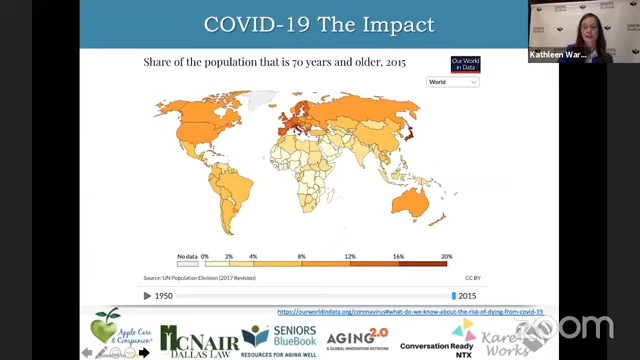 COVID-19 The Impact
Share of the population that is 70 years and older, 2015
Our World
in Data
World
No data 0% 2% 4% 8% 12% 16% 20%
Source: UN Population Division (2017 Revision)
CC BY
1950
2015
https://ourworldindata.org/coronavirus#what-do-we-know-about-the-risk-of-dying-from-covid-19
Apple Care
& Companion
MCNAIR
DALLAS LAW
SENIORS
BLUEBOOK
RESOURCES FOR AGING WELL
AGING2.0
A GLOBAL INNOVATION NETWORK
Conversation Ready
NTX
Kare
Works
zoom
SENIORS
BLUEBOOK
Kathleen War...